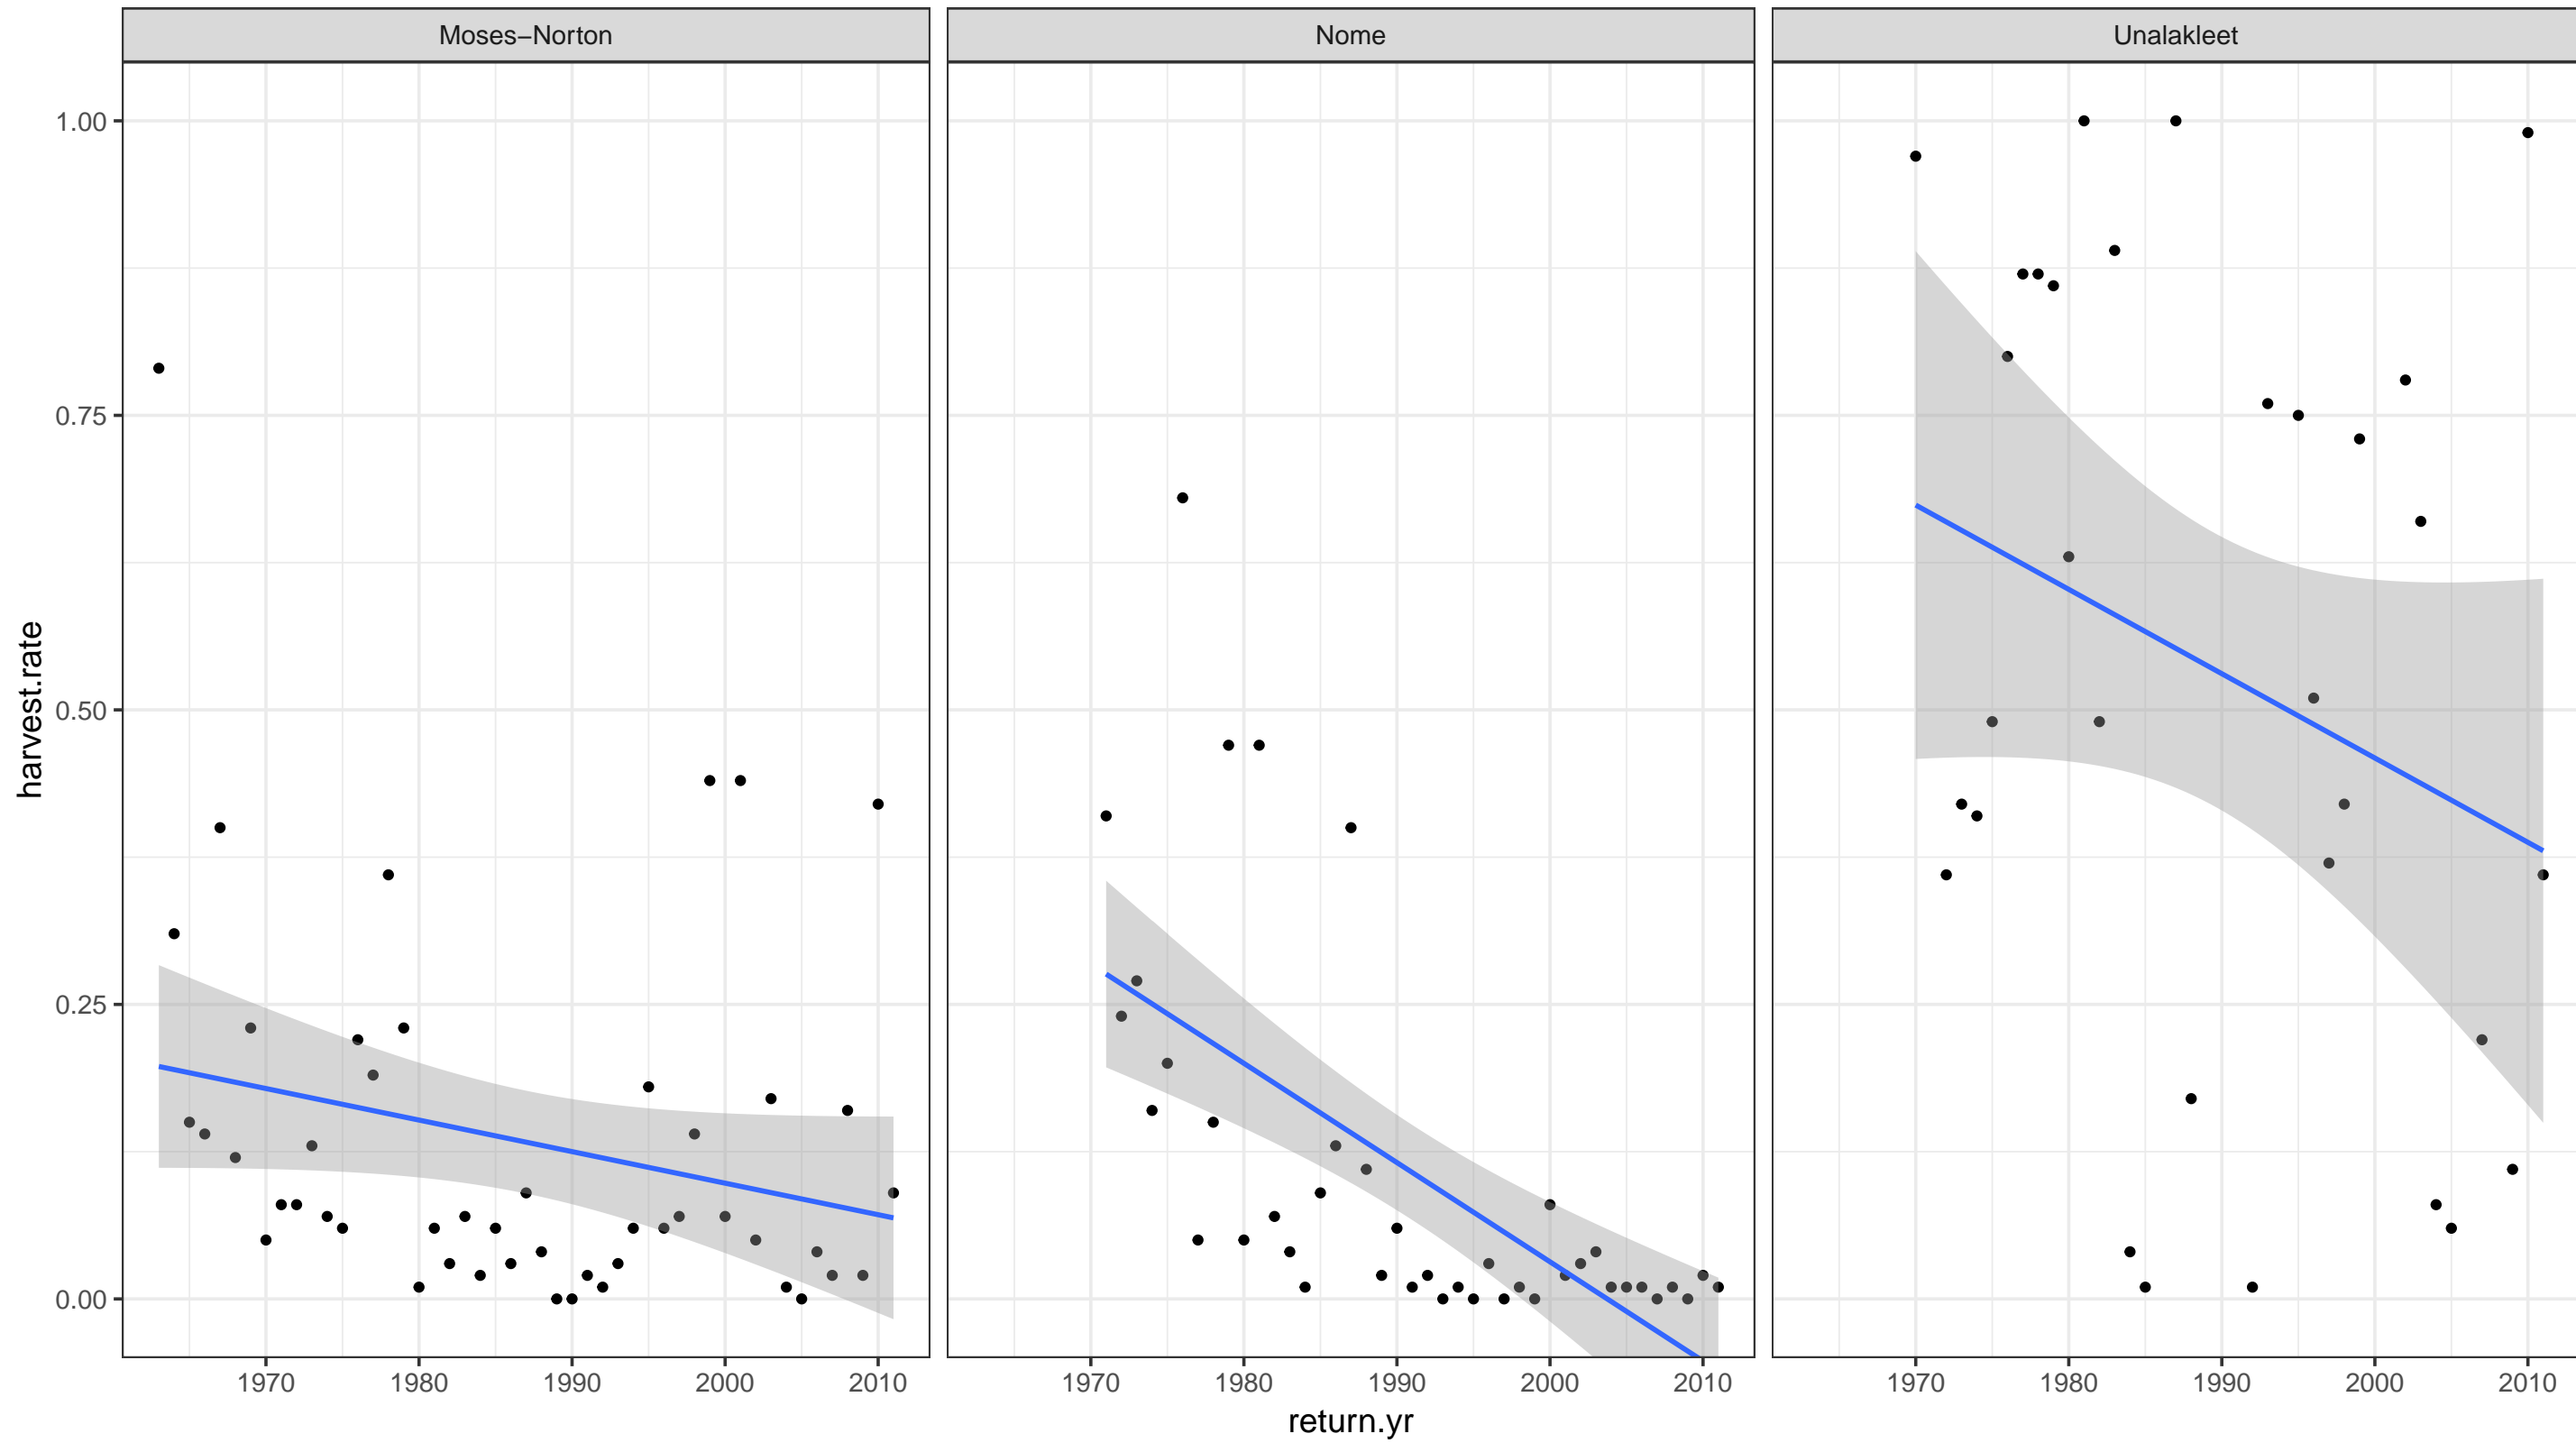 Moses−Norton Nome Unalakleet
harvest.rate
1.00
0.75
0.50
0.25
0.00
1970 1980 1990 2000 2010 1970 1980 1990 2000 2010 1970 1980 1990 2000 2010
return.yr